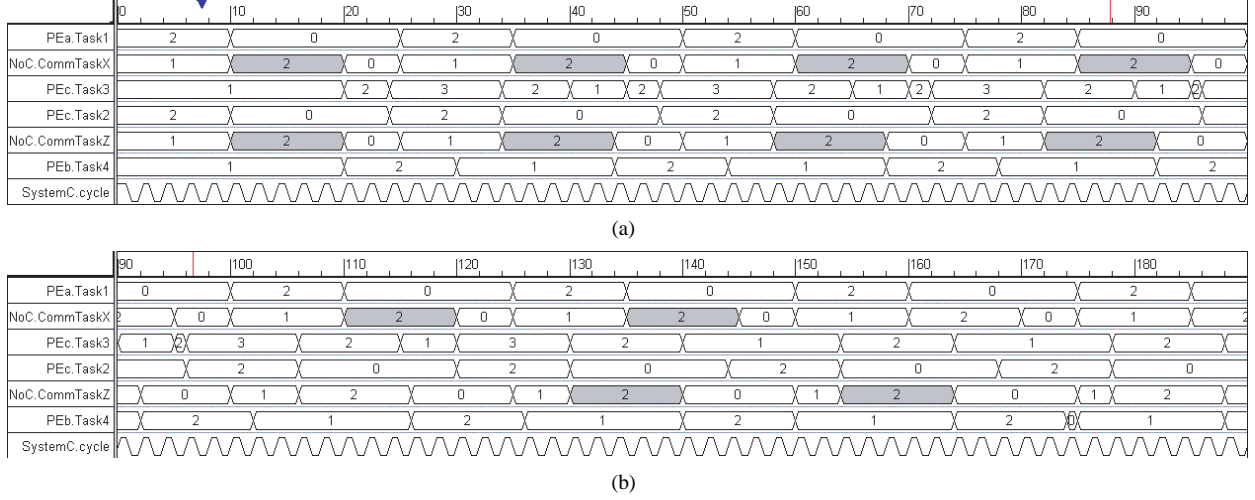 |0 |10 |20 |30 |40 |50 |60 |70 |80 |90
PEa.Task1 2 0 2 0 2 0 2 0
NoC.CommTaskX 1 2 0 1 2 0 1 2 0 1 2 0
PEc.Task3 1 2 3 2 1 2 3 2 1 2 3 2 1 2
PEc.Task2 2 0 2 0 2 0 2 0
NoC.CommTaskZ 1 2 0 1 2 0 1 2 0 1 2 0
PEb.Task4 1 2 1 2 1 2 1 2
SystemC.cycle
(a)
|90 |100 |110 |120 |130 |140 |150 |160 |170 |180
PEa.Task1 0 2 0 2 0 2 0 2
NoC.CommTaskX 2 0 1 2 0 1 2 0 1 2 0 1 2
PEc.Task3 1 2 3 2 1 3 2 1 2 1 2
PEc.Task2 2 0 2 0 2 0 2 0
NoC.CommTaskZ 0 1 2 0 1 2 0 1 2 0 1 2
PEb.Task4 2 1 2 1 2 1 2 0 1
SystemC.cycle
(b)